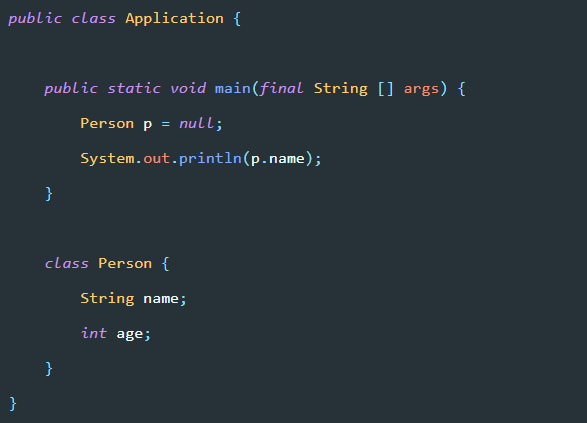 public class Application {
    public static void main(final String [] args) {
        Person p = null;
        System.out.println(p.name);
    }
    class Person {
        String name;
        int age;
    }
}